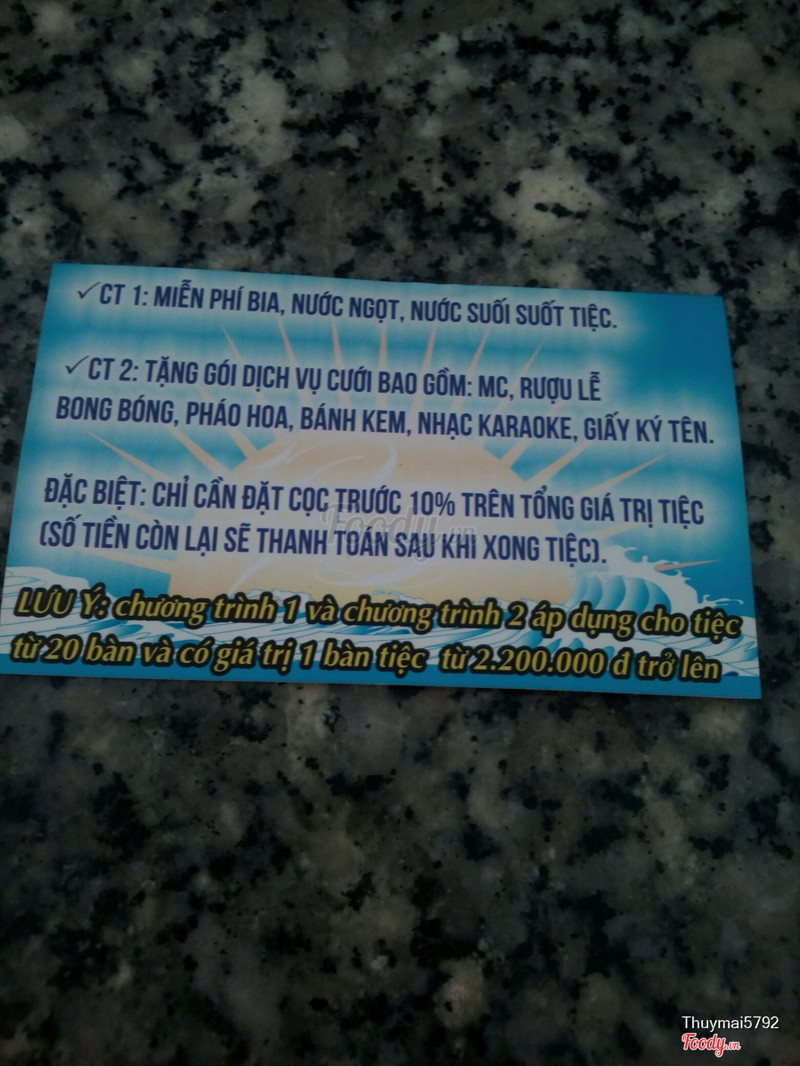 ✓CT 1: MIỄN PHÍ BIA, NƯỚC NGỌT, NƯỚC SUỐI SUỐT TIỆC.
✓CT 2: TẶNG GÓI DỊCH VỤ CƯỚI BAO GỒM: MC, RƯỢU LỄ
BONG BÓNG, PHÁO HOA, BÁNH KEM, NHẠC KARAOKE, GIẤY KÝ TÊN.
ĐẶC BIỆT: CHỈ CẦN ĐẶT CỌC TRƯỚC 10% TRÊN TỔNG GIÁ TRỊ TIỆC
(SỐ TIỀN CÒN LẠI SẼ THANH TOÁN SAU KHI XONG TIỆC).
Foody.vn
LƯU Ý: chương trình 1 và chương trình 2 áp dụng cho tiệc
từ 20 bàn và có giá trị 1 bàn tiệc từ 2.200.000 đ trở lên
Thuymai5792
Foody.vn